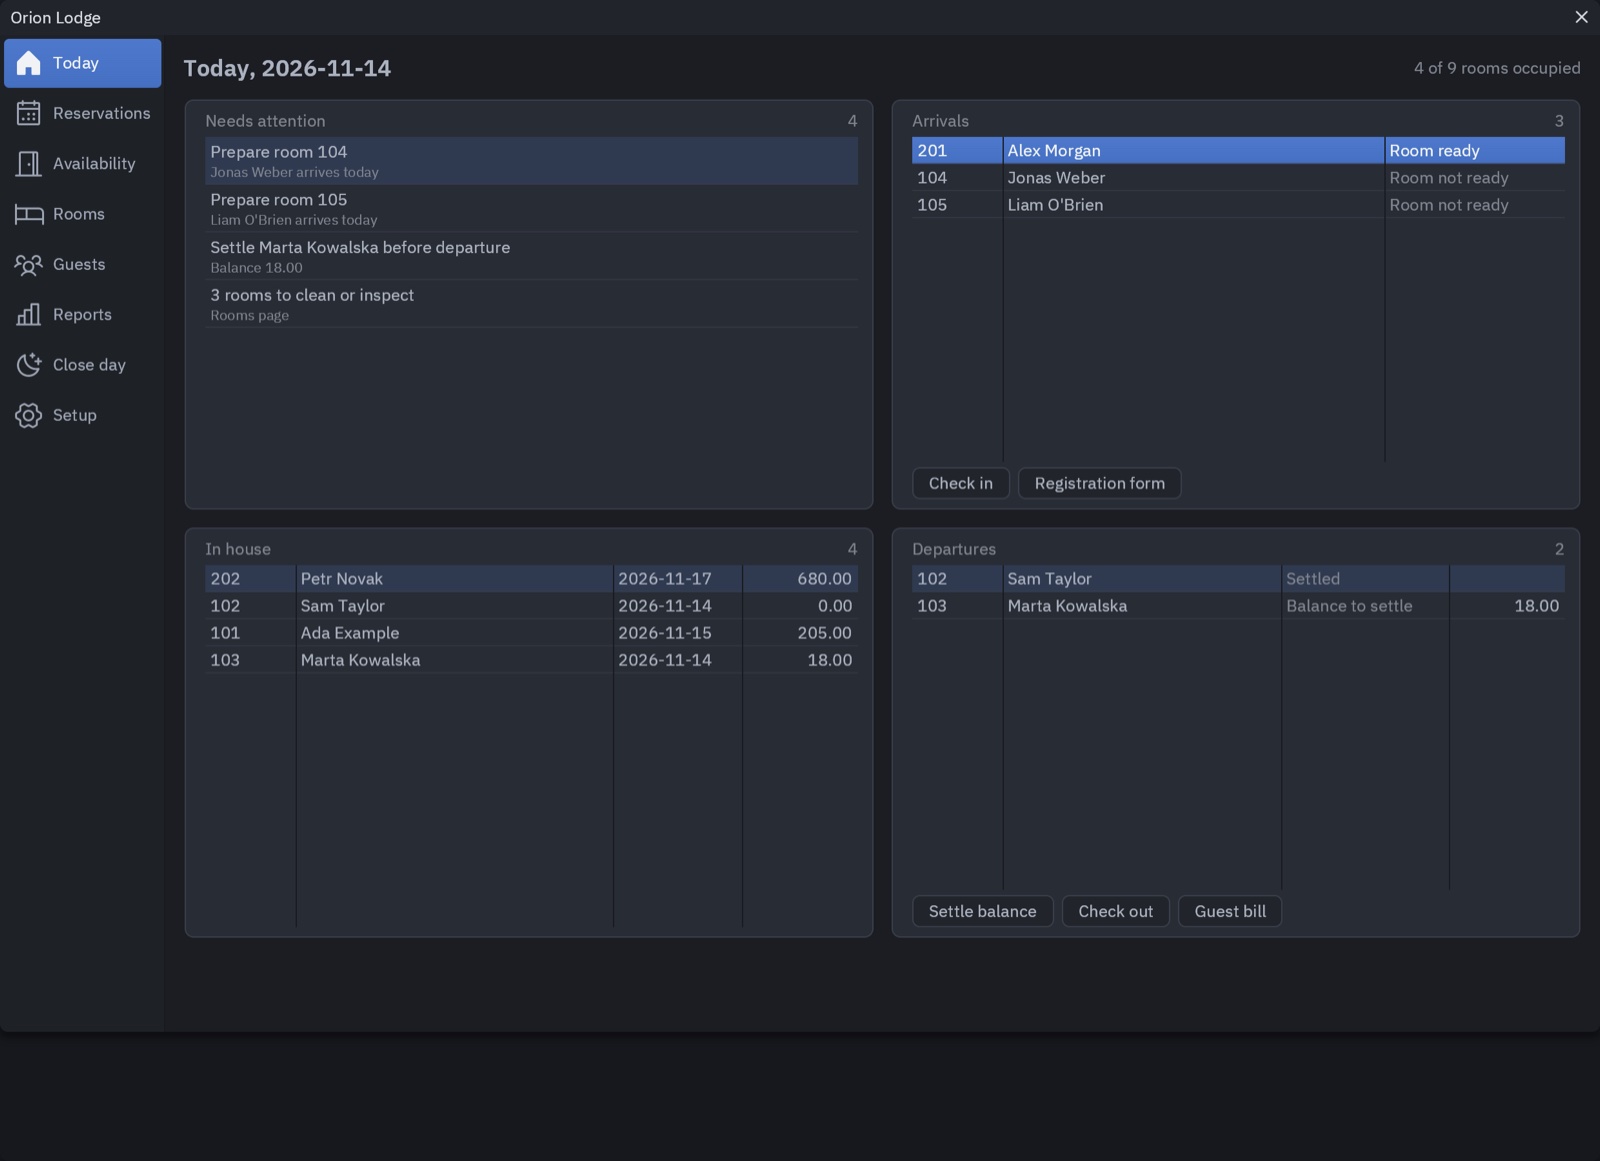 Orion Lodge
Today
Reservations
Availability
Rooms
Guests
Reports
Close day
Setup
Today, 2026-11-14
4 of 9 rooms occupied
Needs attention 4
Prepare room 104
Jonas Weber arrives today
Prepare room 105
Liam O'Brien arrives today
Settle Marta Kowalska before departure
Balance 18.00
3 rooms to clean or inspect
Rooms page
Arrivals 3
201 Alex Morgan Room ready
104 Jonas Weber Room not ready
105 Liam O'Brien Room not ready
Check in Registration form
In house 4
202 Petr Novak 2026-11-17 680.00
102 Sam Taylor 2026-11-14 0.00
101 Ada Example 2026-11-15 205.00
103 Marta Kowalska 2026-11-14 18.00
Departures 2
102 Sam Taylor Settled
103 Marta Kowalska Balance to settle 18.00
Settle balance Check out Guest bill